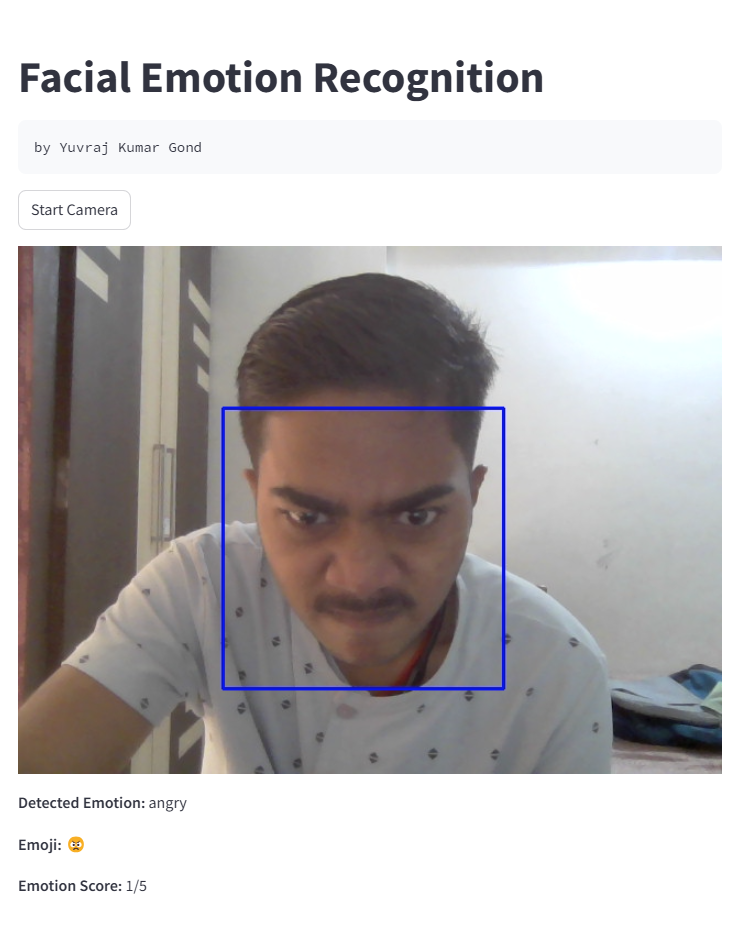 Facial Emotion Recognition
by Yuvraj Kumar Gond
Start Camera
Detected Emotion: angry
Emoji: 😡
Emotion Score: 1/5